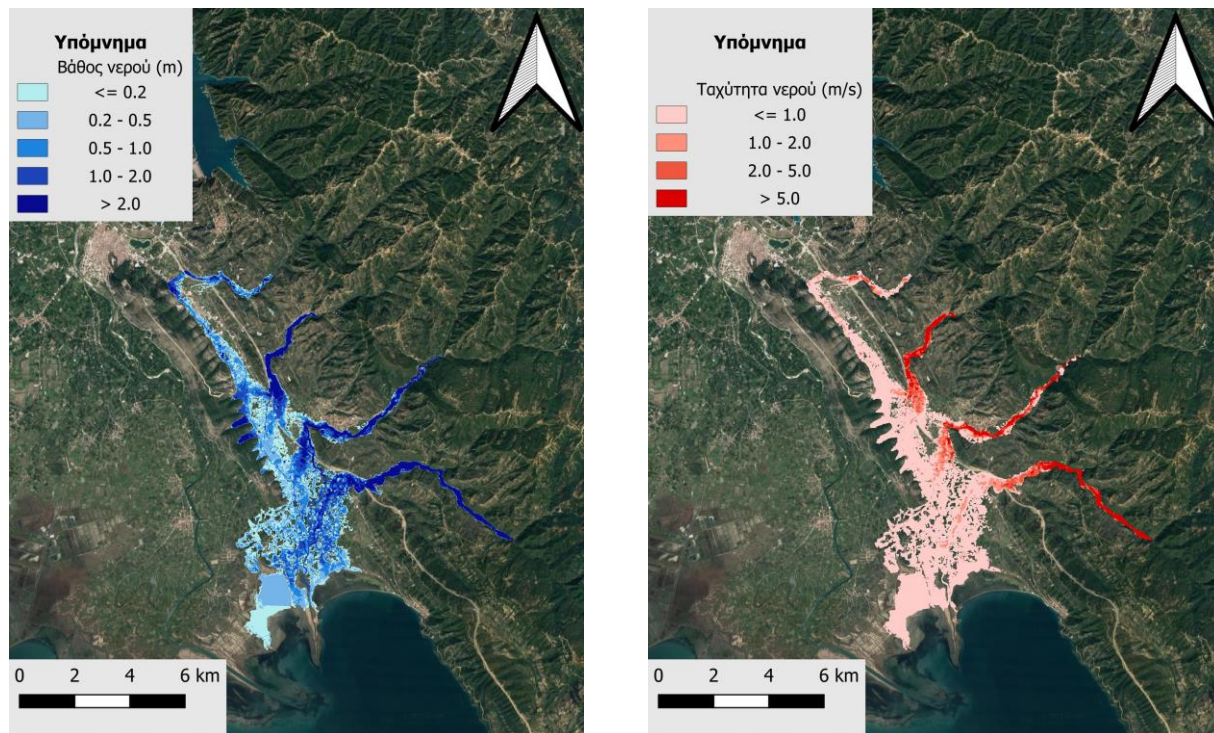 Υπόμνημα
Βάθος νερού (m)
<= 0.2
0.2 - 0.5
0.5 - 1.0
1.0 - 2.0
> 2.0
0 2 4 6 km
Υπόμνημα
Ταχύτητα νερού (m/s)
<= 1.0
1.0 - 2.0
2.0 - 5.0
> 5.0
0 2 4 6 km